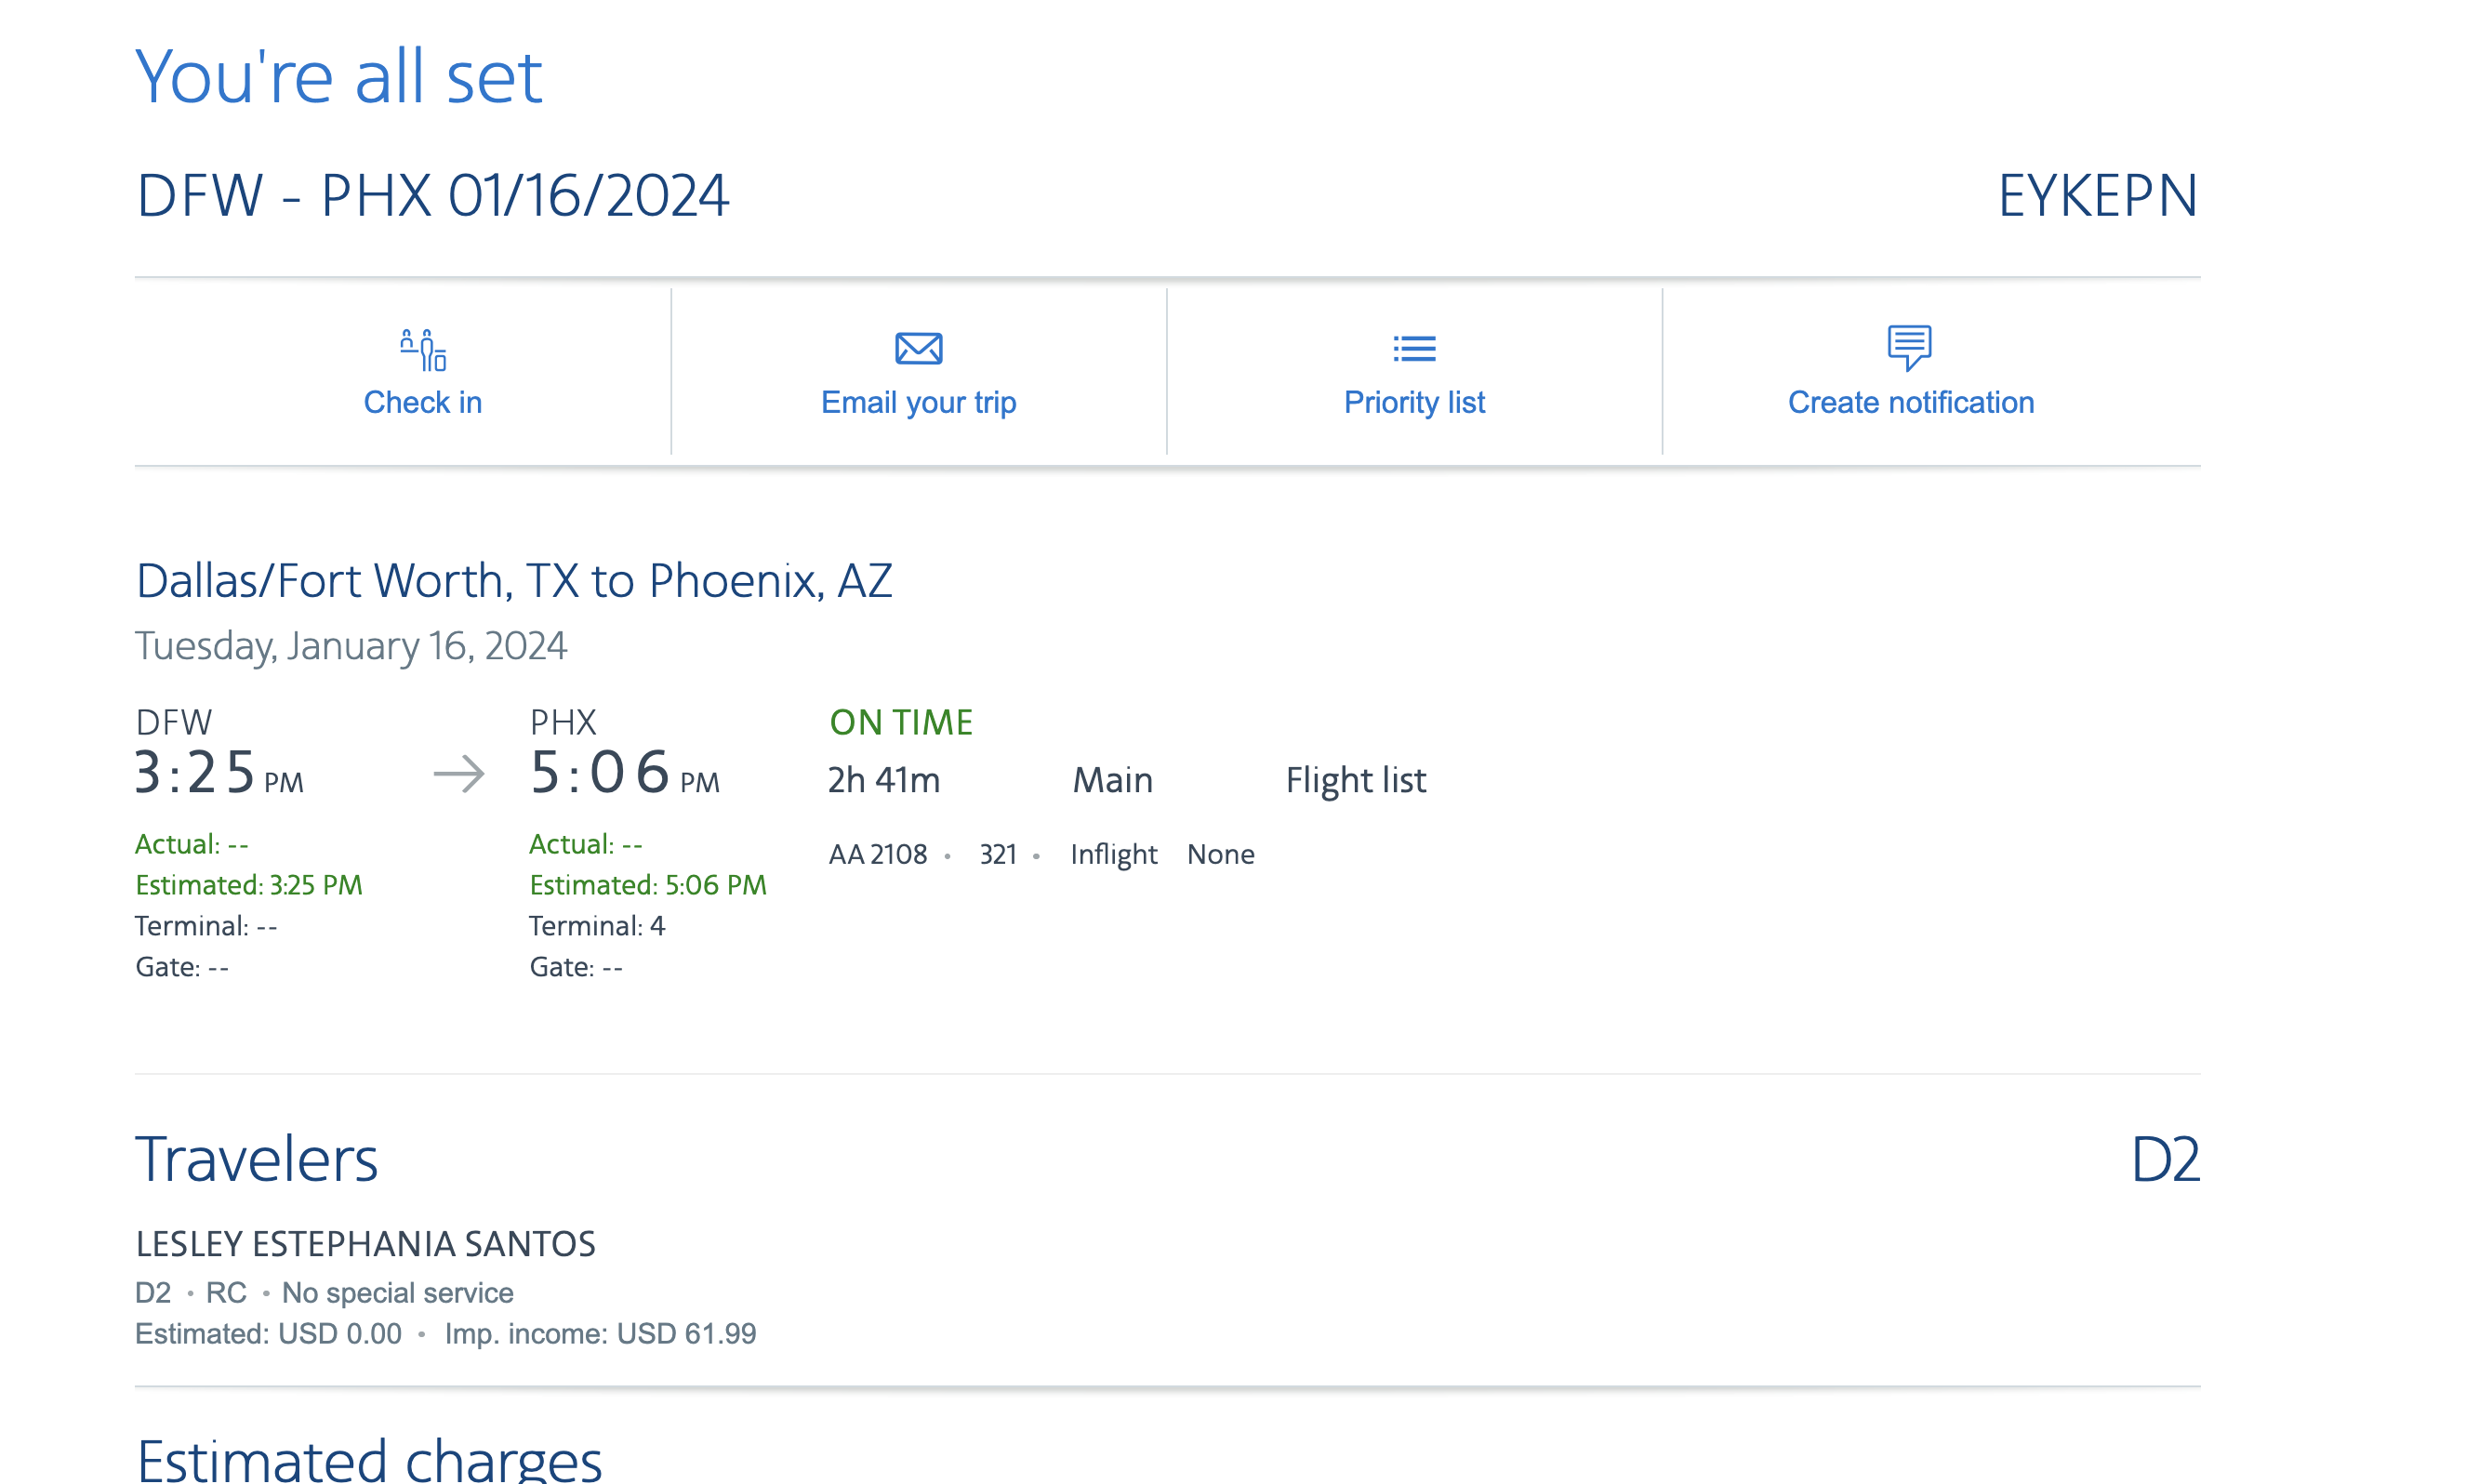 You're all set
DFW - PHX 01/16/2024 EYKEPN
Check in Email your trip Priority list Create notification
Dallas/Fort Worth, TX to Phoenix, AZ
Tuesday, January 16, 2024
DFW PHX ON TIME
3:25 PM → 5:06 PM 2h 41m Main Flight list
Actual: -- Actual: -- AA 2108 • 321 • Inflight None
Estimated: 3:25 PM Estimated: 5:06 PM
Terminal: -- Terminal: 4
Gate: -- Gate: --
Travelers D2
LESLEY ESTEPHANIA SANTOS
D2 • RC • No special service
Estimated: USD 0.00 • Imp. income: USD 61.99
Estimated charges